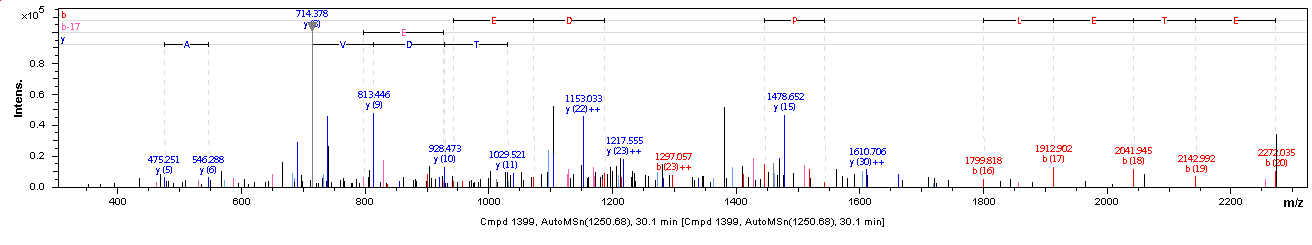 x10⁵
b
b-17
y
714.378
y (8)
E D P L E T E
E
A V D T
0.8
0.6
0.4
0.2
0.0
Intens.
475.251
y (5)
546.288
y (6)
813.446
y (9)
928.473
y (10)
1029.521
y (11)
1153.033
y (22)++
1217.555
y (23)++
1297.057
b (23)++
1478.652
y (15)
1610.706
y (30)++
1799.818
b (16)
1912.902
b (17)
2041.945
b (18)
2142.992
b (19)
2272.035
b (20)
400 600 800 1000 1200 1400 1600 1800 2000 2200 m/z
Cmpd 1399, AutoMSn(1250.68), 30.1 min [Cmpd 1399, AutoMSn(1250.68), 30.1 min]